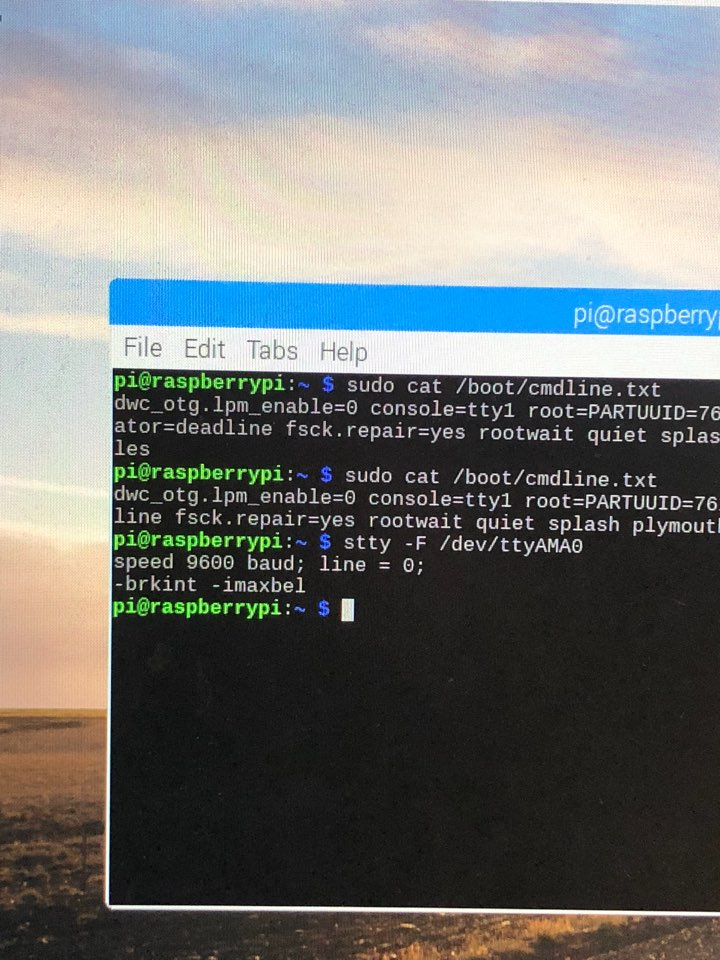 pi@raspberryp
File Edit Tabs Help
pi@raspberrypi:~ $ sudo cat /boot/cmdline.txt
dwc_otg.lpm_enable=0 console=tty1 root=PARTUUID=76
ator=deadline fsck.repair=yes rootwait quiet splas
les
pi@raspberrypi:~ $ sudo cat /boot/cmdline.txt
dwc_otg.lpm_enable=0 console=tty1 root=PARTUUID=76
line fsck.repair=yes rootwait quiet splash plymouth
pi@raspberrypi:~ $ stty -F /dev/ttyAMA0
speed 9600 baud; line = 0;
-brkint -imaxbel
pi@raspberrypi:~ $